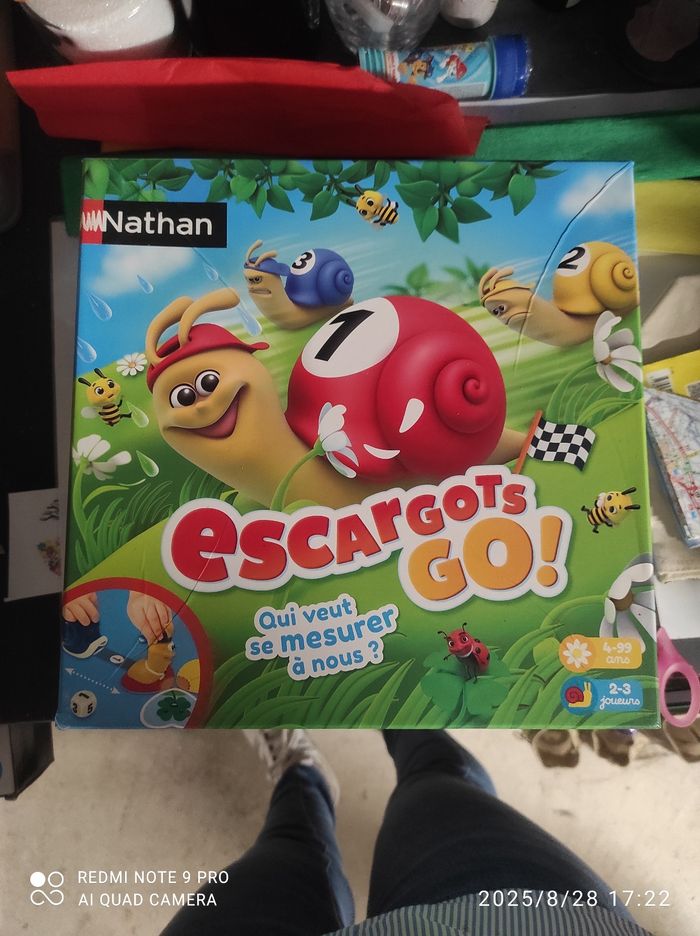 Nathan
3
2
1
escargots
GO!
Qui veut
se mesurer
à nous ?
4-99
ans
2-3
joueurs
REDMI NOTE 9 PRO
AI QUAD CAMERA
2025/8/28 17:22